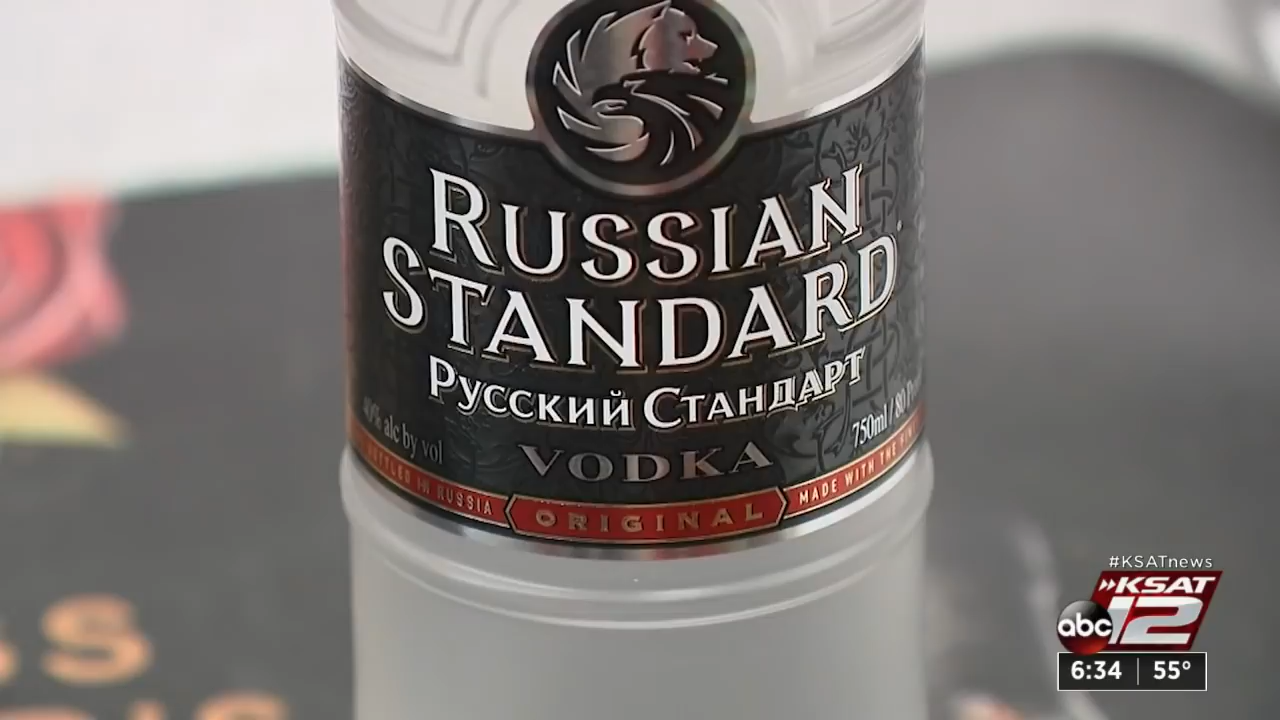 RUSSIAN
STANDARD
Русский Стандарт
40% alc by vol
750ml / 80
VODKA
BOTTLED IN RUSSIA
ORIGINAL
MADE WITH THE
#KSATnews
KSAT
abc 12
6:34 55°
S
S